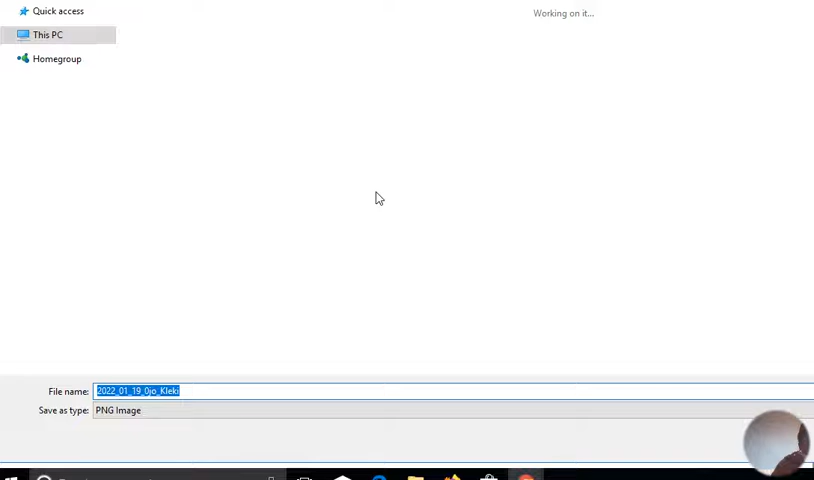 Quick access
Working on it...
This PC
Homegroup
File name: 2022_01_19_0jo_Kleki
Save as type: PNG Image